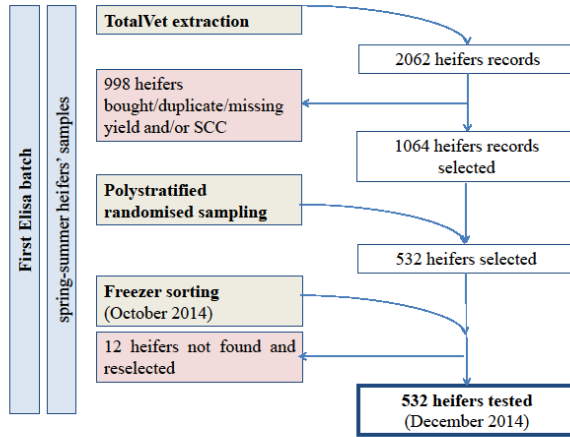 First Elisa batch
spring-summer heifers' samples
TotalVet extraction
2062 heifers records
998 heifers
bought/duplicate/missing
yield and/or SCC
1064 heifers records
selected
Polystratified
randomised sampling
532 heifers selected
Freezer sorting
(October 2014)
12 heifers not found and
reselected
532 heifers tested
(December 2014)